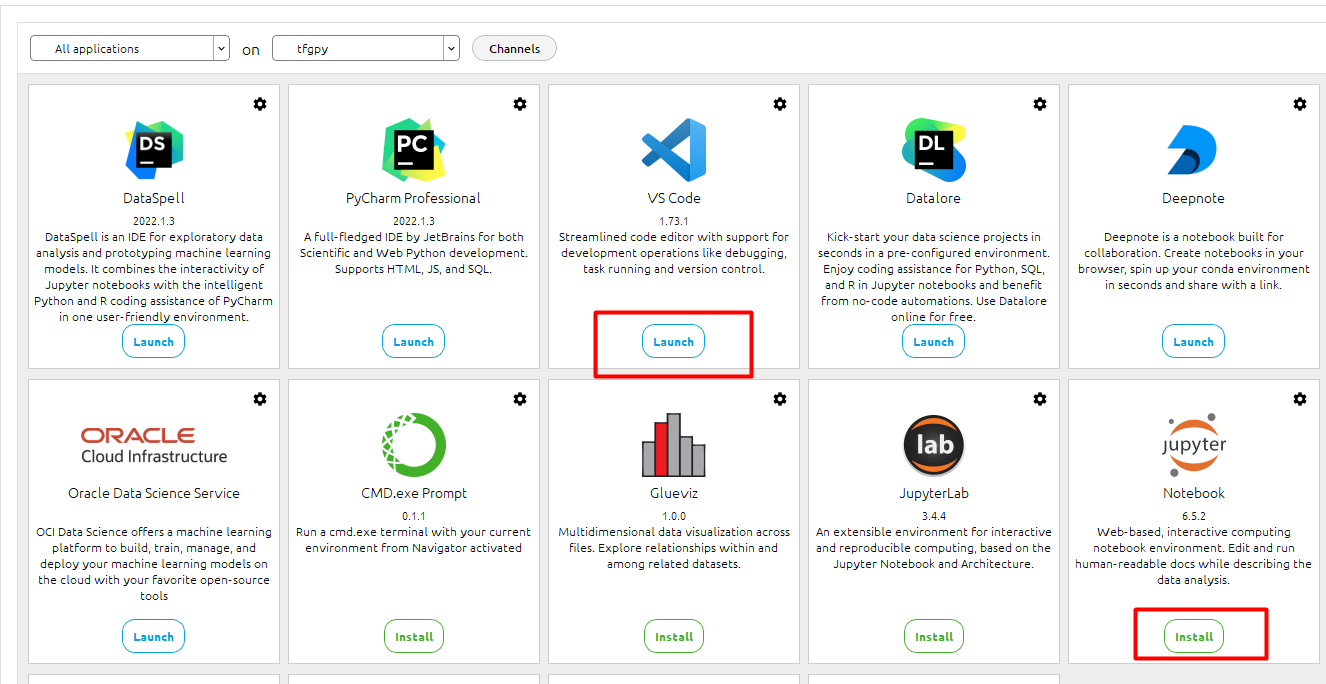 All applications
on
tfgpy
Channels
DS
DataSpell
2022.1.3
DataSpell is an IDE for exploratory data
analysis and prototyping machine learning
models. It combines the interactivity of
Jupyter notebooks with the intelligent
Python and R coding assistance of PyCharm
in one user-friendly environment.
Launch
PC
PyCharm Professional
2022.1.3
A full-fledged IDE by JetBrains for both
Scientific and Web Python development.
Supports HTML, JS, and SQL.
Launch
VS Code
1.73.1
Streamlined code editor with support for
development operations like debugging,
task running and version control.
Launch
DL
Datalore
Kick-start your data science projects in
seconds in a pre-configured environment.
Enjoy coding assistance for Python, SQL,
and R in Jupyter notebooks and benefit
from no-code automations. Use Datalore
online for free.
Launch
Deepnote
Deepnote is a notebook built for
collaboration. Create notebooks in your
browser, spin up your conda environment
in seconds and share with a link.
Launch
ORACLE
Cloud Infrastructure
Oracle Data Science Service
OCI Data Science offers a machine learning
platform to build, train, manage, and
deploy your machine learning models on
the cloud with your favorite open-source
tools
Launch
CMD.exe Prompt
0.1.1
Run a cmd.exe terminal with your current
environment from Navigator activated
Install
Glueviz
1.0.0
Multidimensional data visualization across
files. Explore relationships within and
among related datasets.
Install
lab
JupyterLab
3.4.4
An extensible environment for interactive
and reproducible computing, based on the
Jupyter Notebook and Architecture.
Install
jupyter
Notebook
6.5.2
Web-based, interactive computing
notebook environment. Edit and run
human-readable docs while describing the
data analysis.
Install